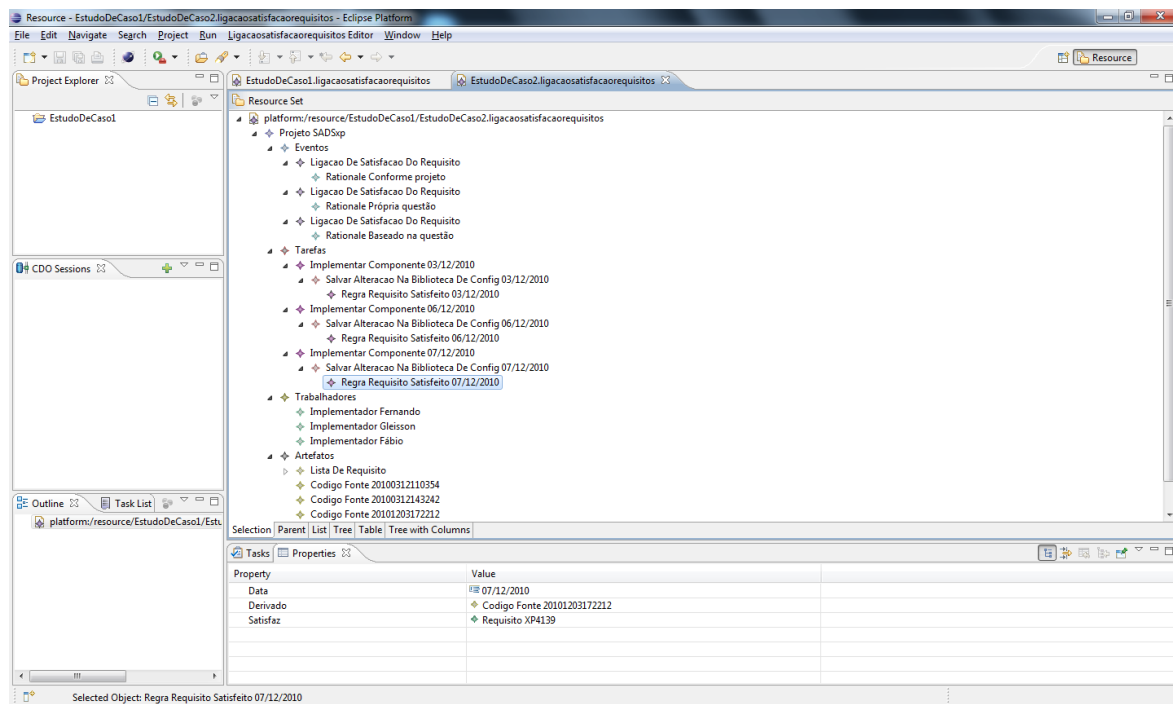 Resource - EstudoDeCaso1/EstudoDeCaso2.ligacaosatisfacaorequisitos - Eclipse Platform
File Edit Navigate Search Project Run Ligacaosatisfacaorequisitos Editor Window Help
Resource
Project Explorer
EstudoDeCaso1.ligacaosatisfacaorequisitos
EstudoDeCaso2.ligacaosatisfacaorequisitos
Resource Set
EstudoDeCaso1
platform:/resource/EstudoDeCaso1/EstudoDeCaso2.ligacaosatisfacaorequisitos
Projeto SADSxp
Eventos
Ligacao De Satisfacao Do Requisito
Rationale Conforme projeto
Ligacao De Satisfacao Do Requisito
Rationale Própria questão
Ligacao De Satisfacao Do Requisito
Rationale Baseado na questão
Tarefas
CDO Sessions
Implementar Componente 03/12/2010
Salvar Alteracao Na Biblioteca De Config 03/12/2010
Regra Requisito Satisfeito 03/12/2010
Implementar Componente 06/12/2010
Salvar Alteracao Na Biblioteca De Config 06/12/2010
Regra Requisito Satisfeito 06/12/2010
Implementar Componente 07/12/2010
Salvar Alteracao Na Biblioteca De Config 07/12/2010
Regra Requisito Satisfeito 07/12/2010
Trabalhadores
Implementador Fernando
Implementador Gleisson
Implementador Fábio
Artefatos
Lista De Requisito
Codigo Fonte 20100312110354
Codigo Fonte 20100312143242
Codigo Fonte 20101203172212
Outline Task List
platform:/resource/EstudoDeCaso1/Estu
Selection Parent List Tree Table Tree with Columns
Tasks Properties
Property Value
Data 07/12/2010
Derivado Codigo Fonte 20101203172212
Satisfaz Requisito XP4139
Selected Object: Regra Requisito Satisfeito 07/12/2010